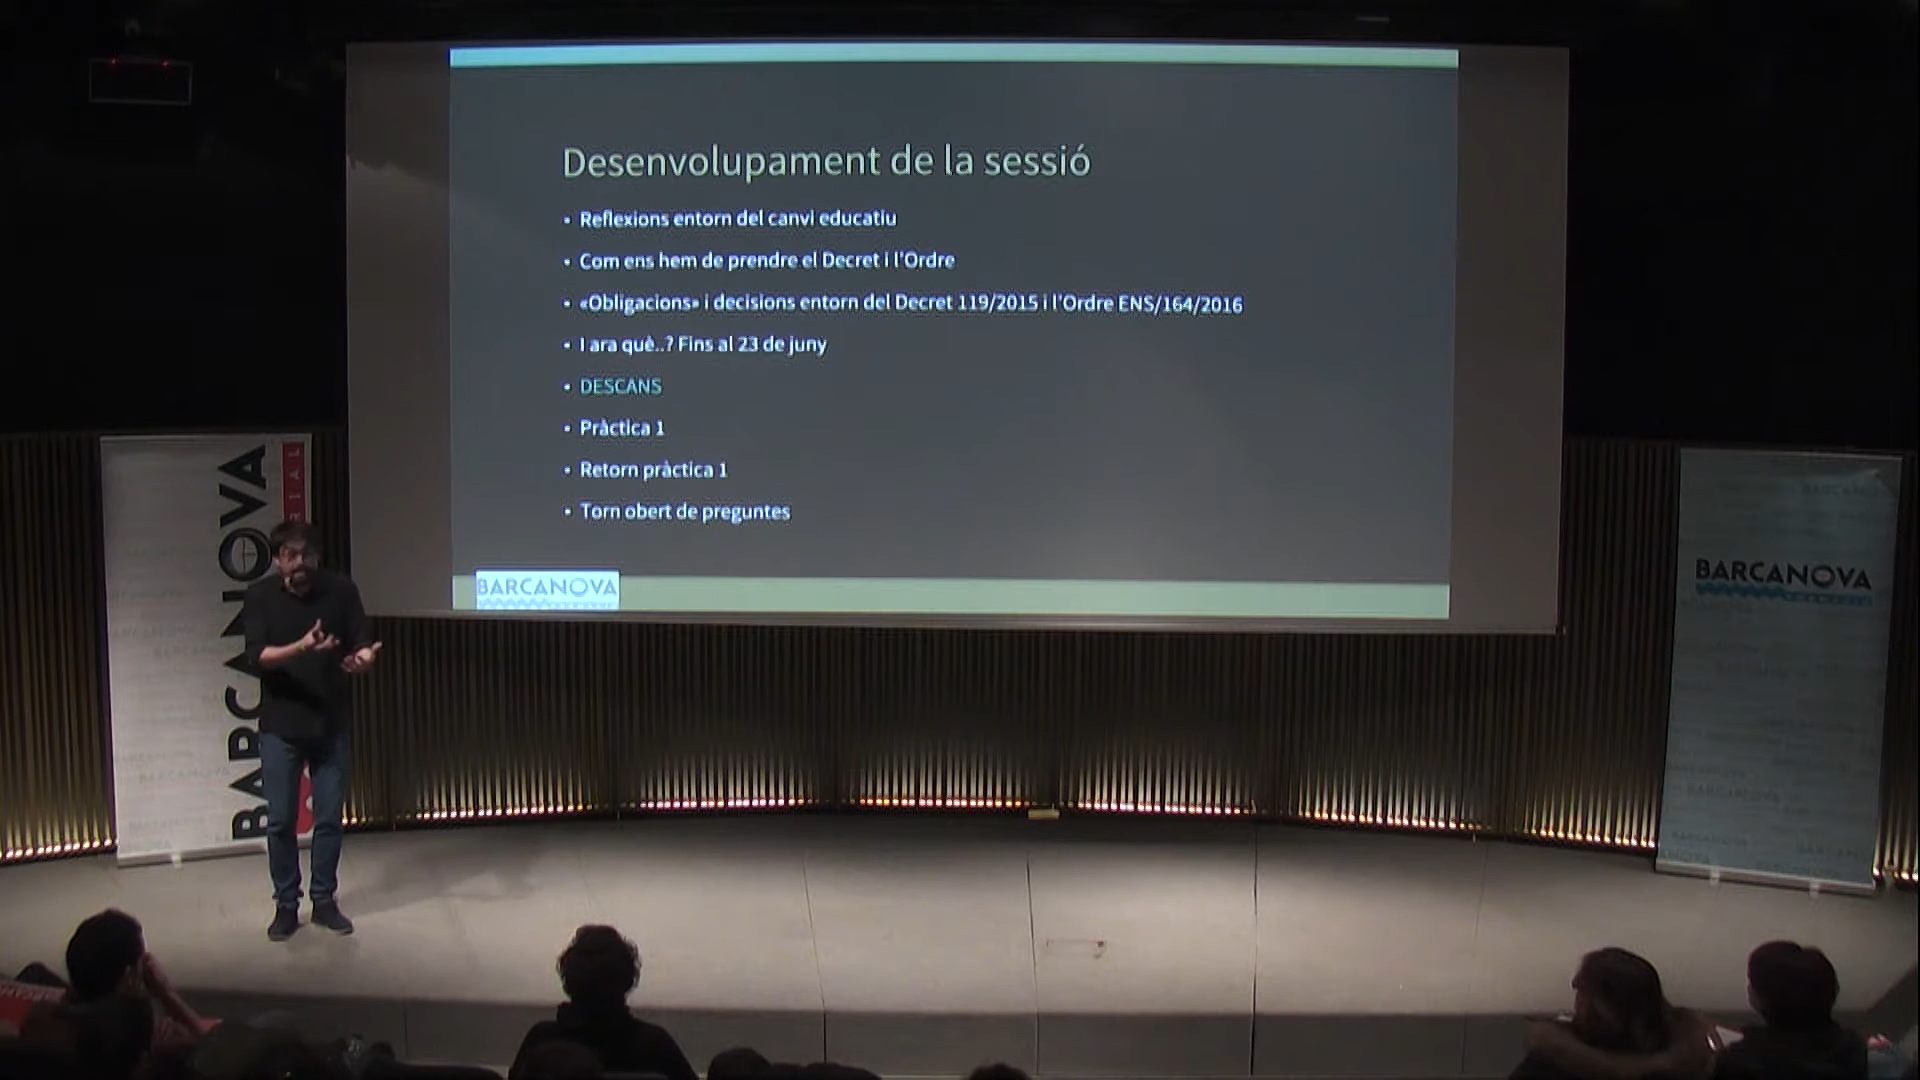 Desenvolupament de la sessió
• Reflexions entorn del canvi educatiu
• Com ens hem de prendre el Decret i l'Ordre
• «Obligacions» i decisions entorn del Decret 119/2015 i l'Ordre ENS/164/2016
• I ara què..? Fins al 23 de juny
• DESCANS
• Pràctica 1
• Retorn pràctica 1
• Torn obert de preguntes
BARCANOVA
BARCANOVA
BARCANOVA